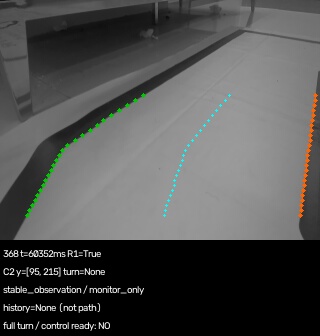 368 t=60352ms R1=True
C2 y=[95, 215] turn=None
stable_observation / monitor_only
history=None (not path)
full turn / control ready: NO